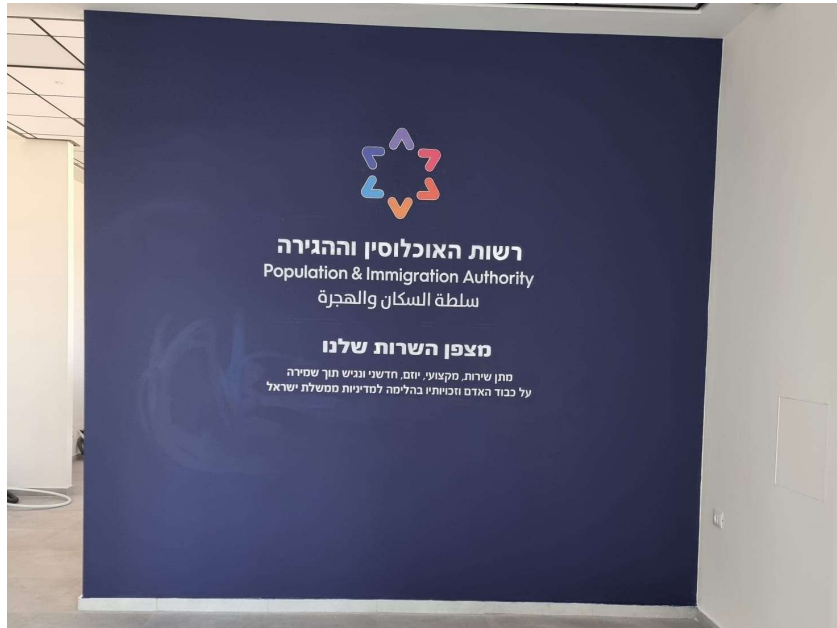 רשות האוכלוסין וההגירה
Population & Immigration Authority
سلطة السكان والهجرة
מצפן השרות שלנו
מתן שירות, מקצועי, יוזם, חדשני ונגיש תוך שמירה
על כבוד האדם וזכויותיו בהלימה למדיניות ממשלת ישראל